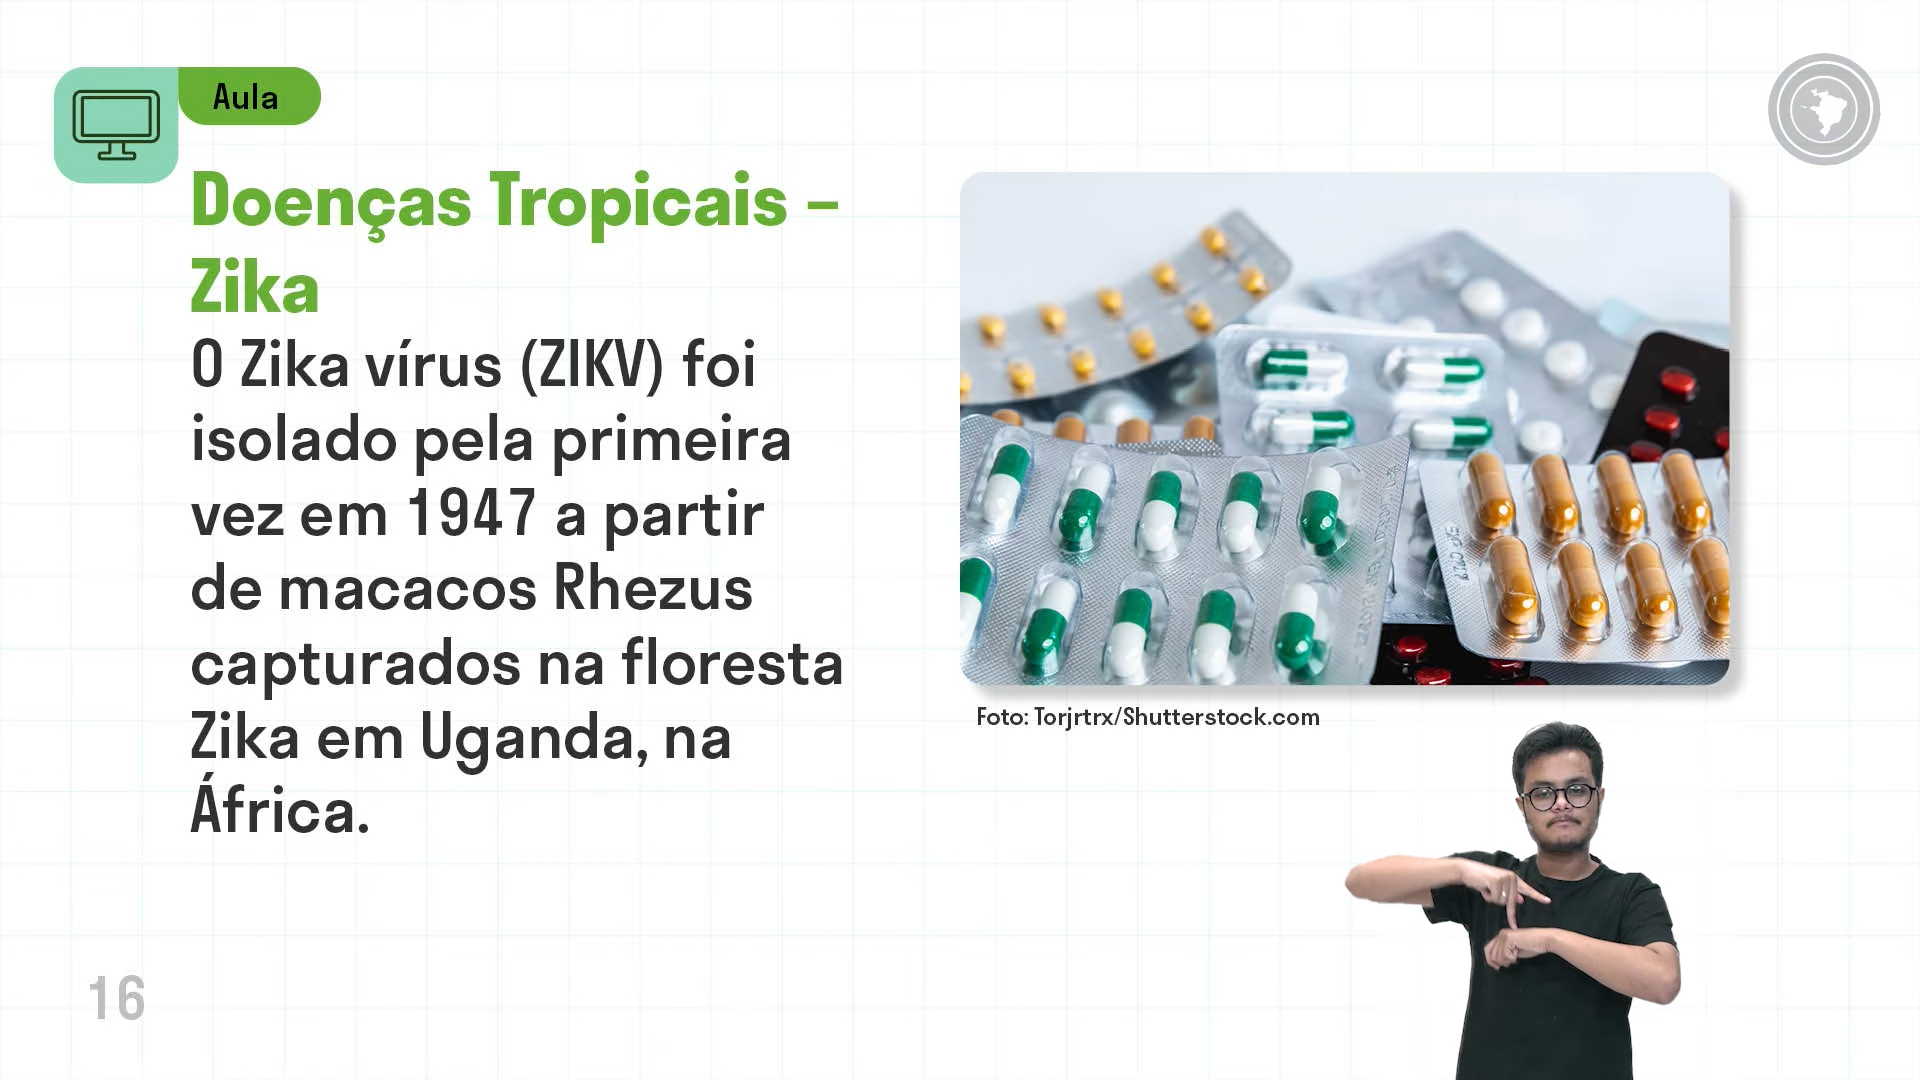 Aula
Doenças Tropicais –
Zika
O Zika vírus (ZIKV) foi
isolado pela primeira
vez em 1947 a partir
de macacos Rhezus
capturados na floresta
Zika em Uganda, na
África.
Foto: Torjrtrx/Shutterstock.com
16